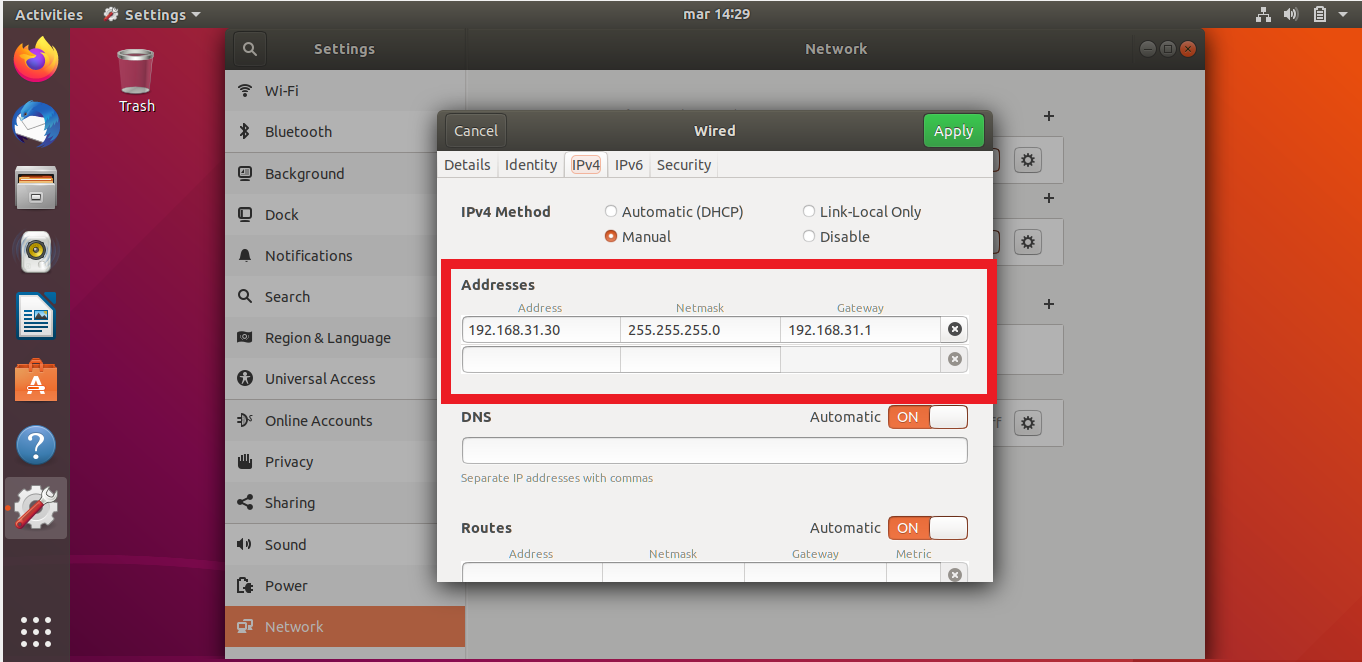 Activities Settings mar 14:29
Trash
Settings Network
Wi-Fi
Bluetooth
Background
Dock
Notifications
Search
Region & Language
Universal Access
Online Accounts
Privacy
Sharing
Sound
Power
Network
Cancel Wired Apply
Details Identity IPv4 IPv6 Security
IPv4 Method Automatic (DHCP) Link-Local Only
Manual Disable
Addresses
Address Netmask Gateway
192.168.31.30 255.255.255.0 192.168.31.1
DNS Automatic ON
Separate IP addresses with commas
Routes Automatic ON
Address Netmask Gateway Metric